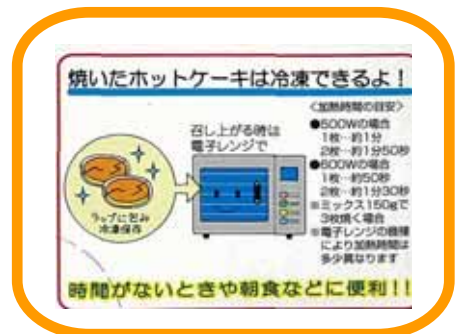 焼いたホットケーキは冷凍できるよ！
〈加熱時間の目安〉
●500Wの場合
1枚…約1分
2枚…約1分50秒
●600Wの場合
1枚…約50秒
2枚…約1分30秒
※ミックス150gで
3枚焼く場合
※電子レンジの機種
により加熱時間は
多少異なります
召し上がる時は
電子レンジで
ラップに包み
冷凍保存
時間がないときや朝食などに便利！！